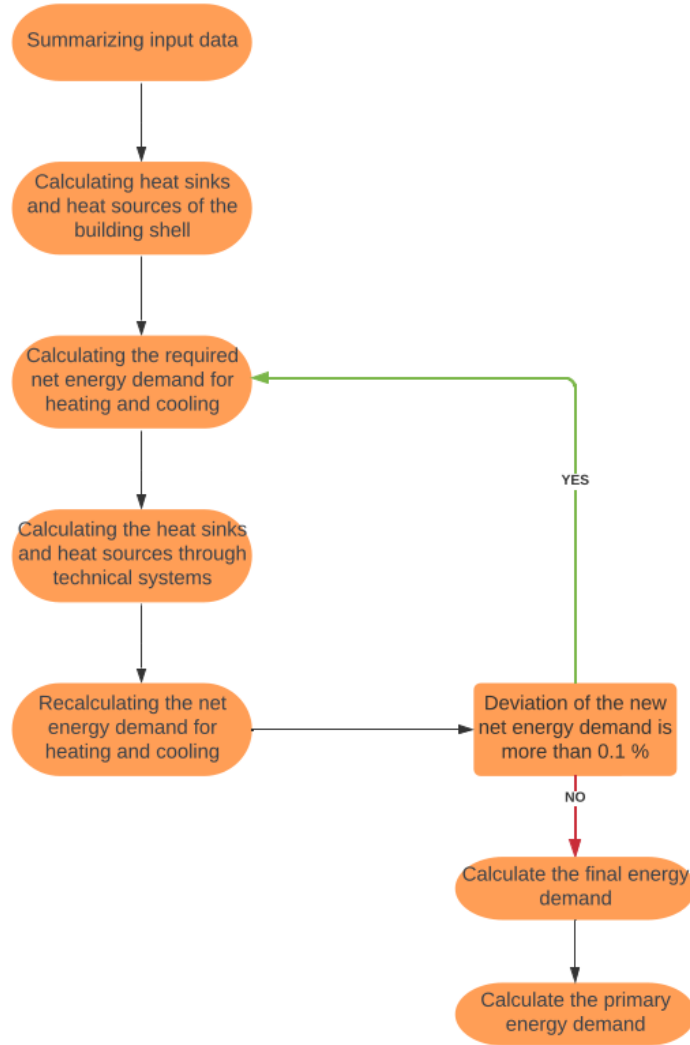 Summarizing input data
Calculating heat sinks
and heat sources of the
building shell
Calculating the required
net energy demand for
heating and cooling
YES
Calculating the heat sinks
and heat sources through
technical systems
Recalculating the net
energy demand for
heating and cooling
Deviation of the new
net energy demand is
more than 0.1 %
NO
Calculate the final energy
demand
Calculate the primary
energy demand